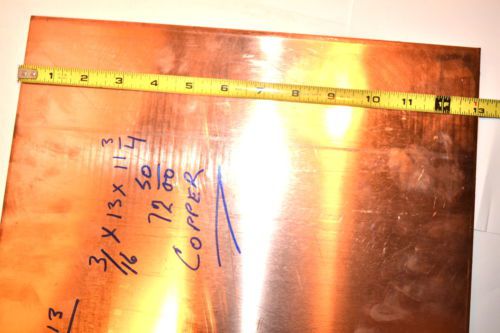 1 2 3 4 5 6 7 8 9 10 11 12 13
3/16 X 13 X 11 3/4
72 50/00
COPPER
13